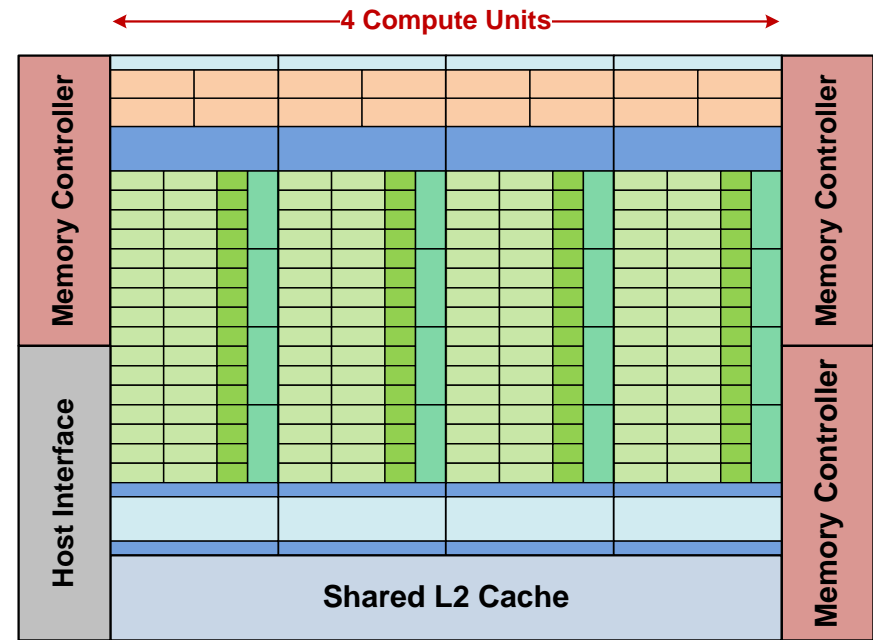 4 Compute Units
Memory Controller
Memory Controller
Host Interface
Memory Controller
Shared L2 Cache